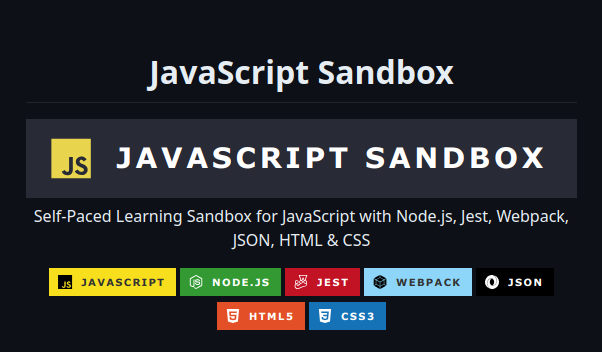 JavaScript Sandbox
JS JAVASCRIPT SANDBOX
Self-Paced Learning Sandbox for JavaScript with Node.js, Jest, Webpack,
JSON, HTML & CSS
JS JAVASCRIPT NODE.JS JEST WEBPACK JSON
HTML5 CSS3